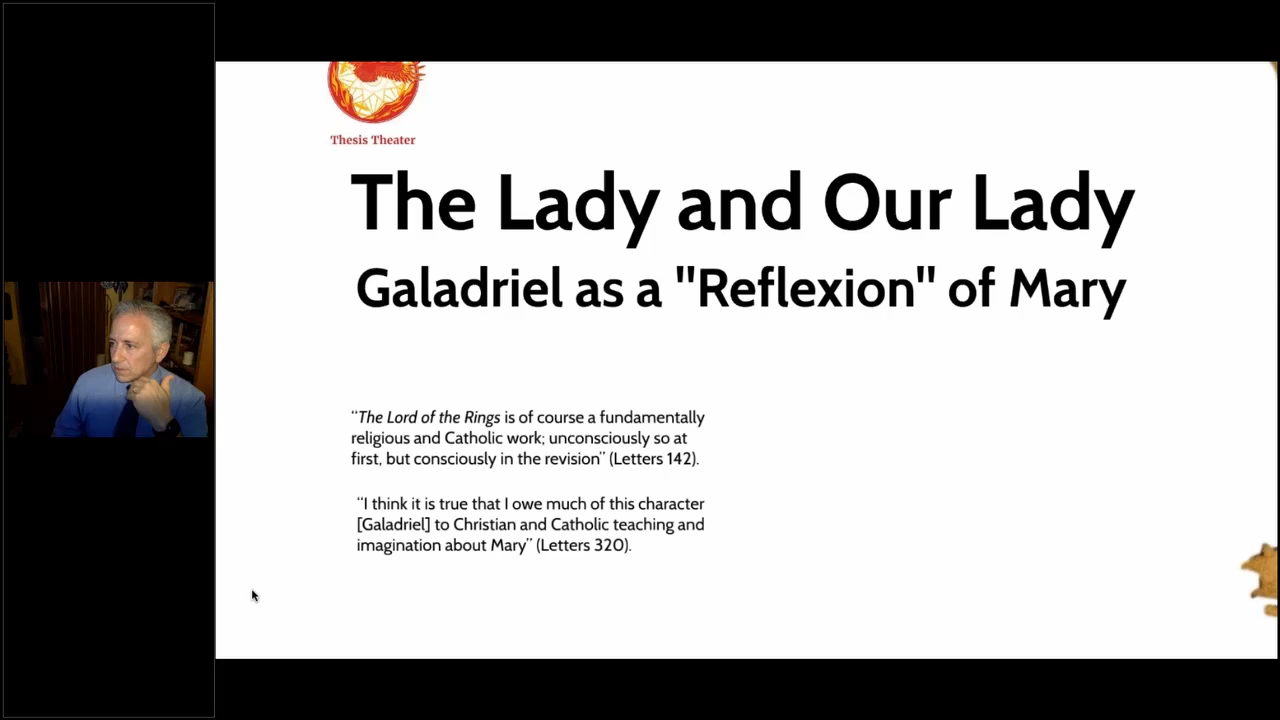 Thesis Theater
The Lady and Our Lady
Galadriel as a "Reflexion" of Mary
“The Lord of the Rings is of course a fundamentally
religious and Catholic work; unconsciously so at
first, but consciously in the revision” (Letters 142).
“I think it is true that I owe much of this character
[Galadriel] to Christian and Catholic teaching and
imagination about Mary” (Letters 320).